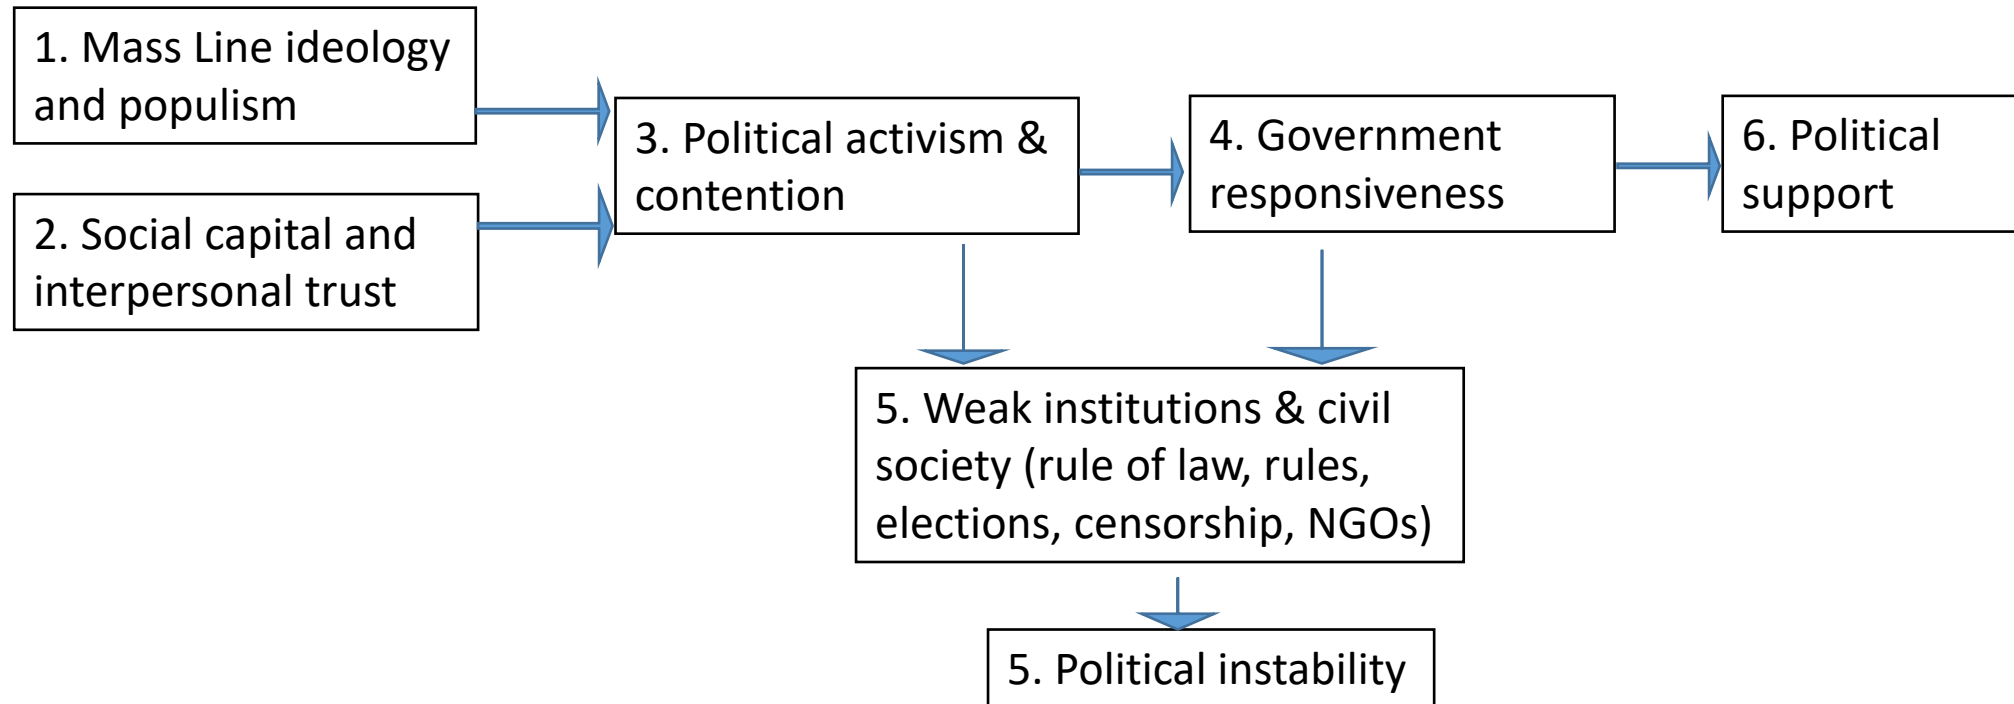 1. Mass Line ideology
and populism
2. Social capital and
interpersonal trust
3. Political activism &
contention
4. Government
responsiveness
6. Political
support
5. Weak institutions & civil
society (rule of law, rules,
elections, censorship, NGOs)
5. Political instability